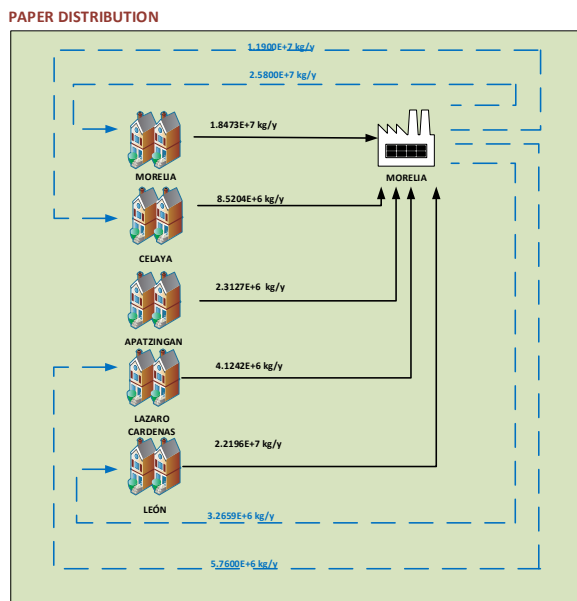 PAPER DISTRIBUTION
1.1900E+7 kg/y
2.5800E+7 kg/y
1.8473E+7 kg/y
MORELIA
MORELIA
8.5204E+6 kg/y
CELAYA
2.3127E+6 kg/y
APATZINGAN
4.1242E+6 kg/y
LAZARO
CARDENAS
2.2196E+7 kg/y
LEÓN
3.2659E+6 kg/y
5.7600E+6 kg/y